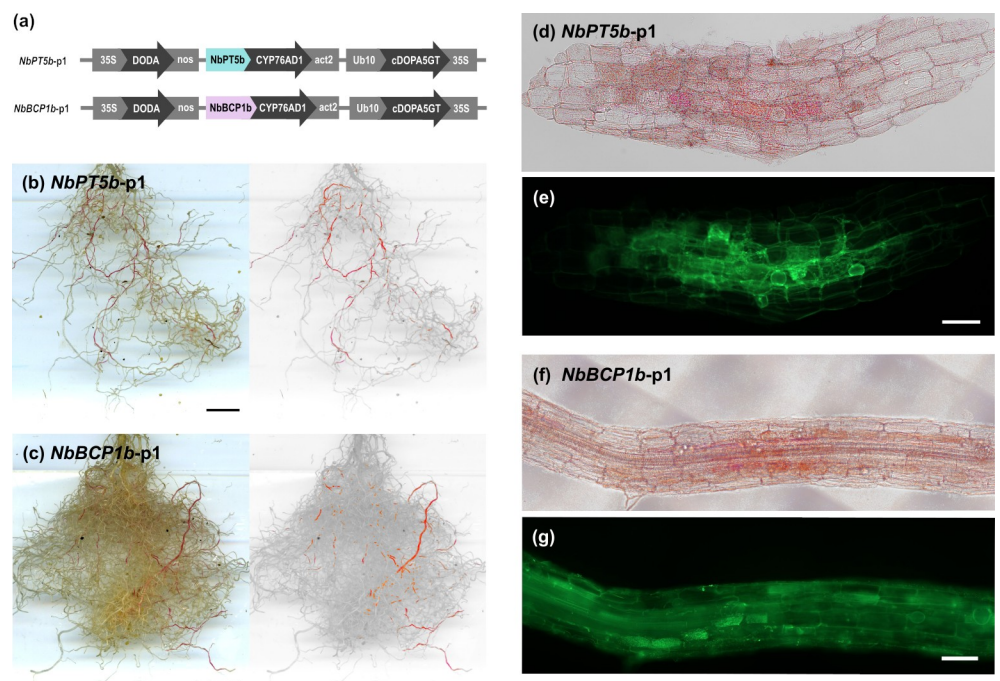 (a)
NbPT5b-p1 35S DODA nos NbPT5b CYP76AD1 act2 Ub10 cDOPA5GT 35S
NbBCP1b-p1 35S DODA nos NbBCP1b CYP76AD1 act2 Ub10 cDOPA5GT 35S
(b) NbPT5b-p1
(c) NbBCP1b-p1
(d) NbPT5b-p1
(e)
(f) NbBCP1b-p1
(g)